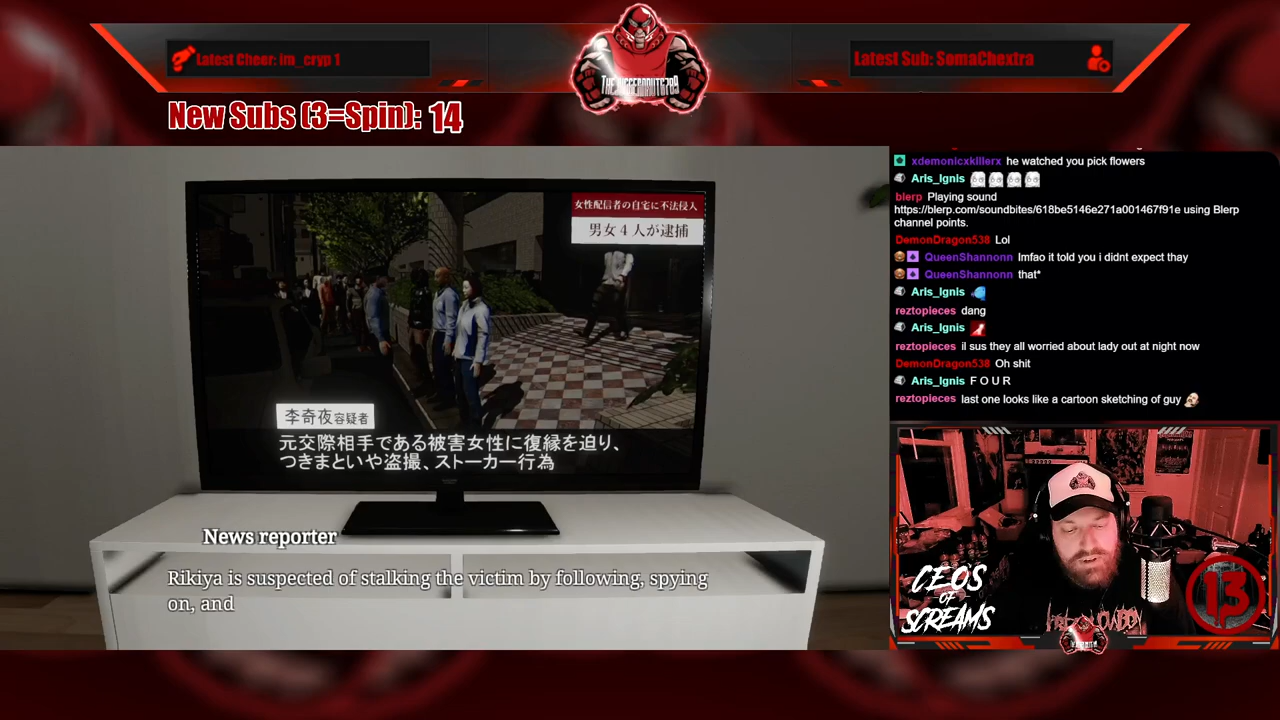 Latest Cheer: im_cryp 1
THEJUGGERNAUT6789
Latest Sub: SomaChextra
New Subs (3=Spin): 14
xdemonicxkillerx he watched you pick flowers
Aris_Ignis
blerp Playing sound
https://blerp.com/soundbites/618be5146e271a001467f91e using Blerp
channel points.
DemonDragon538 Lol
QueenShannonn lmfao it told you i didnt expect thay
QueenShannonn that*
Aris_Ignis
reztopieces dang
Aris_Ignis
reztopieces il sus they all worried about lady out at night now
DemonDragon538 Oh shit
Aris_Ignis F O U R
reztopieces last one looks like a cartoon sketching of guy
女性配信者の自宅に不法侵入
男女4人が逮捕
李奇夜容疑者
元交際相手である被害女性に復縁を迫り、
つきまといや盗撮、ストーカー行為
News reporter
Rikiya is suspected of stalking the victim by following, spying
on, and
CEOS
OF
SCREAMS
13